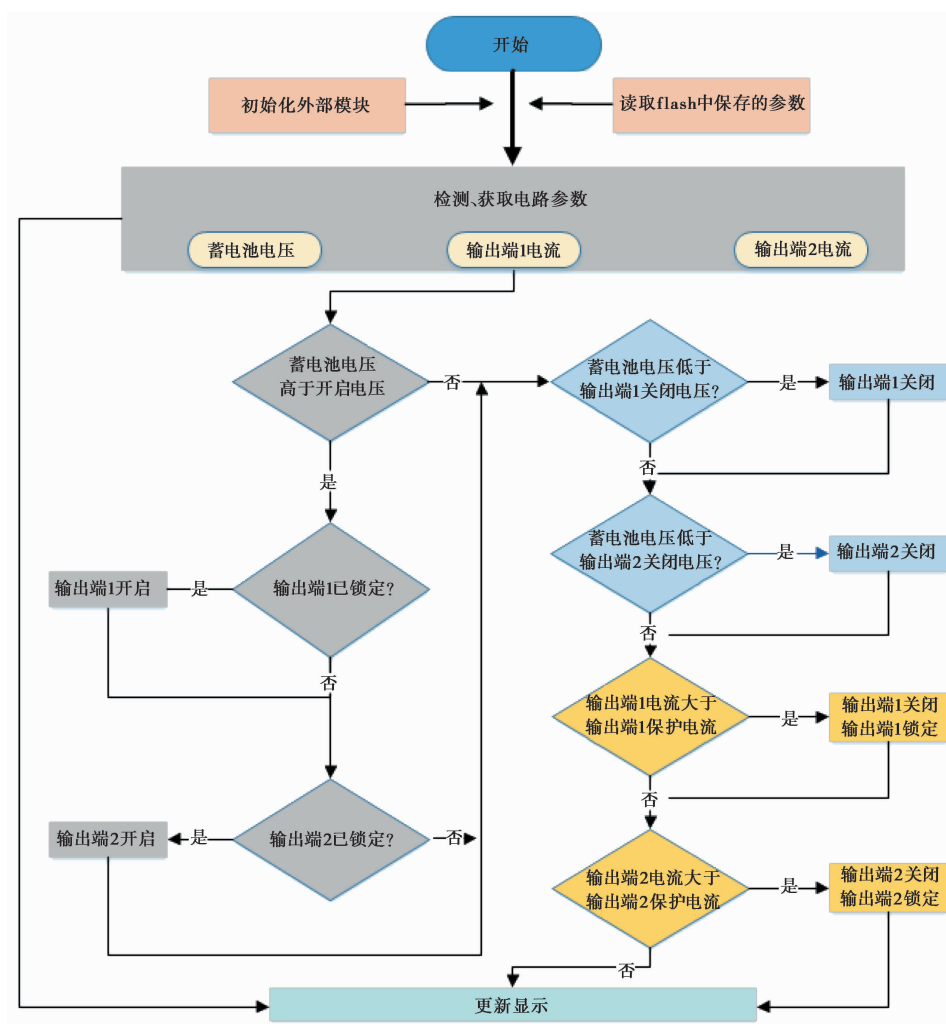 开始
初始化外部模块
读取flash中保存的参数
检测、获取电路参数
蓄电池电压
输出端1电流
输出端2电流
蓄电池电压
高于开启电压
否
蓄电池电压低于
输出端1关闭电压?
是
输出端1关闭
是
否
蓄电池电压低于
输出端2关闭电压?
是
输出端2关闭
输出端1开启
是
输出端1已锁定?
否
否
输出端1电流大于
输出端1保护电流
是
输出端1关闭
输出端1锁定
否
输出端2开启
是
输出端2已锁定?
否
输出端2电流大于
输出端2保护电流
是
输出端2关闭
输出端2锁定
否
更新显示